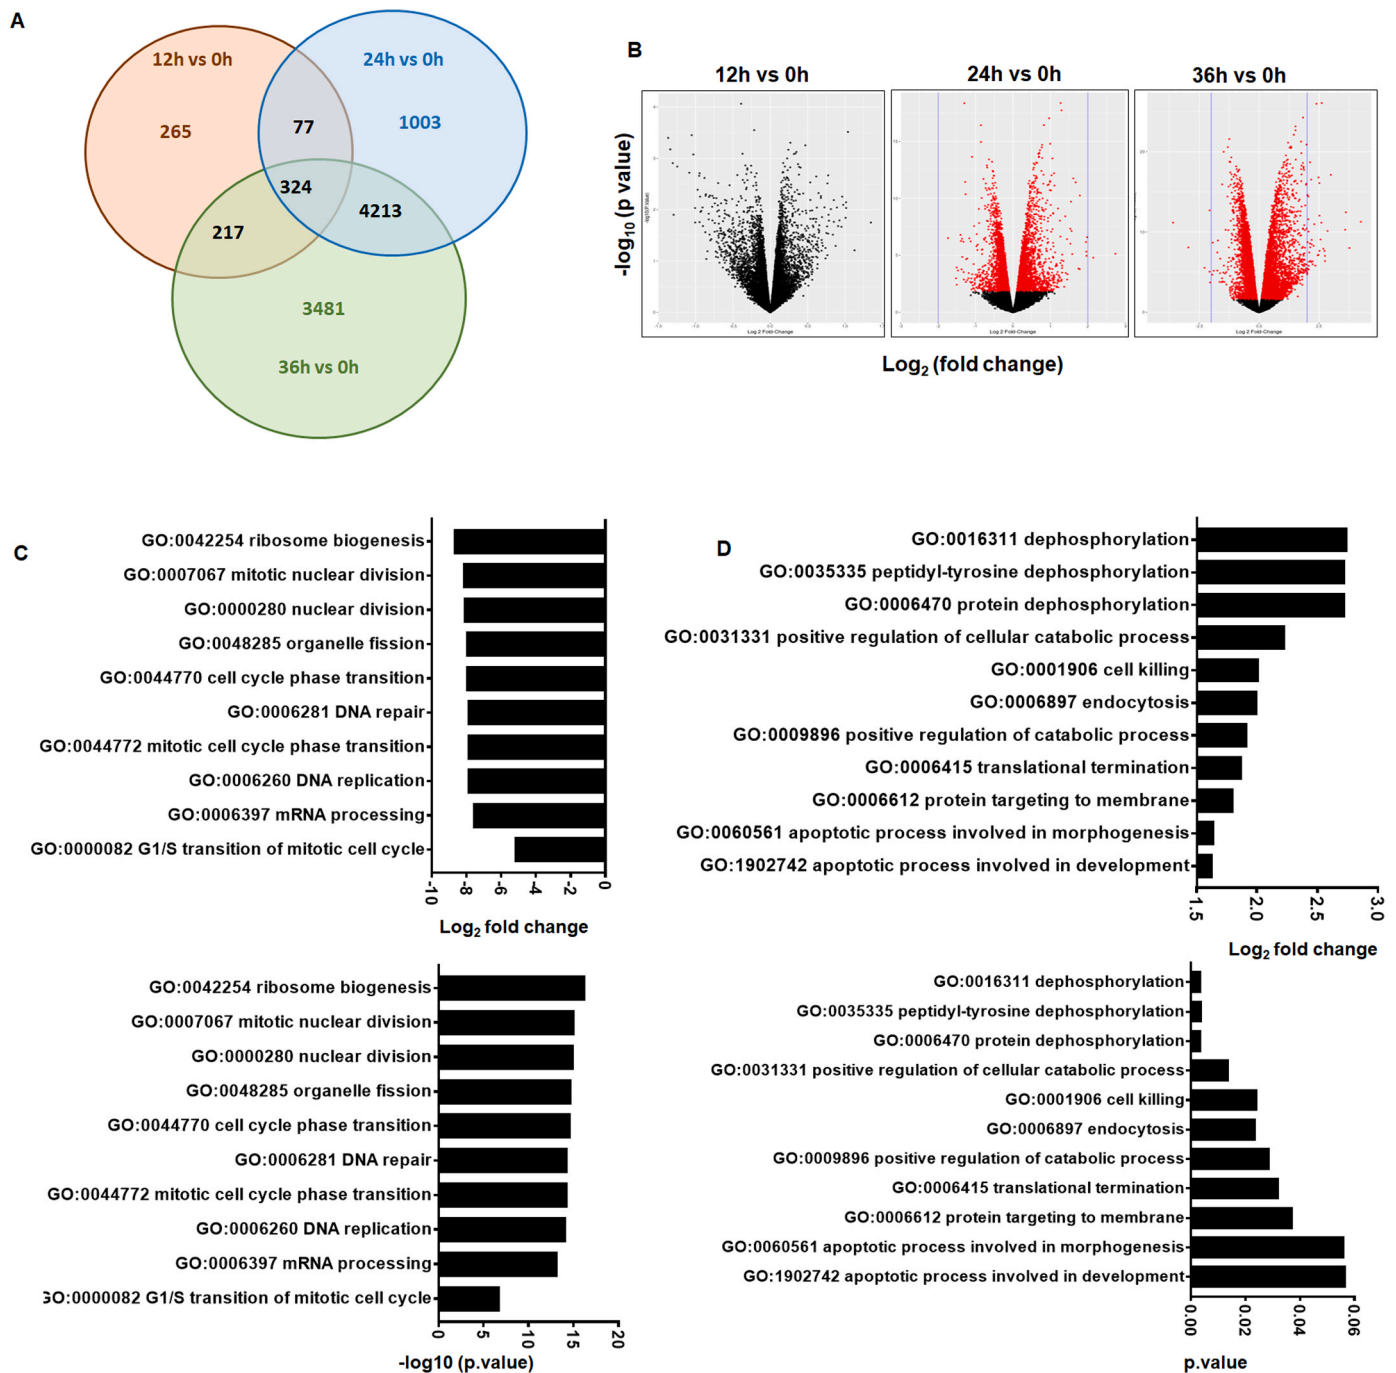 A
12h vs 0h
24h vs 0h
265
77
1003
324
4213
217
3481
36h vs 0h
B
12h vs 0h
24h vs 0h
36h vs 0h
-log10 (p value)
Log 2 Fold-Change
Log 2 Fold-Change
Log 2 Fold-Change
Log2 (fold change)
C
GO:0042254 ribosome biogenesis
GO:0007067 mitotic nuclear division
GO:0000280 nuclear division
GO:0048285 organelle fission
GO:0044770 cell cycle phase transition
GO:0006281 DNA repair
GO:0044772 mitotic cell cycle phase transition
GO:0006260 DNA replication
GO:0006397 mRNA processing
GO:0000082 G1/S transition of mitotic cell cycle
-10 -8 -6 -4 -2 0
Log2 fold change
GO:0042254 ribosome biogenesis
GO:0007067 mitotic nuclear division
GO:0000280 nuclear division
GO:0048285 organelle fission
GO:0044770 cell cycle phase transition
GO:0006281 DNA repair
GO:0044772 mitotic cell cycle phase transition
GO:0006260 DNA replication
GO:0006397 mRNA processing
GO:0000082 G1/S transition of mitotic cell cycle
0 5 10 15 20
-log10 (p.value)
D
GO:0016311 dephosphorylation
GO:0035335 peptidyl-tyrosine dephosphorylation
GO:0006470 protein dephosphorylation
GO:0031331 positive regulation of cellular catabolic process
GO:0001906 cell killing
GO:0006897 endocytosis
GO:0009896 positive regulation of catabolic process
GO:0006415 translational termination
GO:0006612 protein targeting to membrane
GO:0060561 apoptotic process involved in morphogenesis
GO:1902742 apoptotic process involved in development
1.5 2.0 2.5 3.0
Log2 fold change
GO:0016311 dephosphorylation
GO:0035335 peptidyl-tyrosine dephosphorylation
GO:0006470 protein dephosphorylation
GO:0031331 positive regulation of cellular catabolic process
GO:0001906 cell killing
GO:0006897 endocytosis
GO:0009896 positive regulation of catabolic process
GO:0006415 translational termination
GO:0006612 protein targeting to membrane
GO:0060561 apoptotic process involved in morphogenesis
GO:1902742 apoptotic process involved in development
0.00 0.02 0.04 0.06
p.value